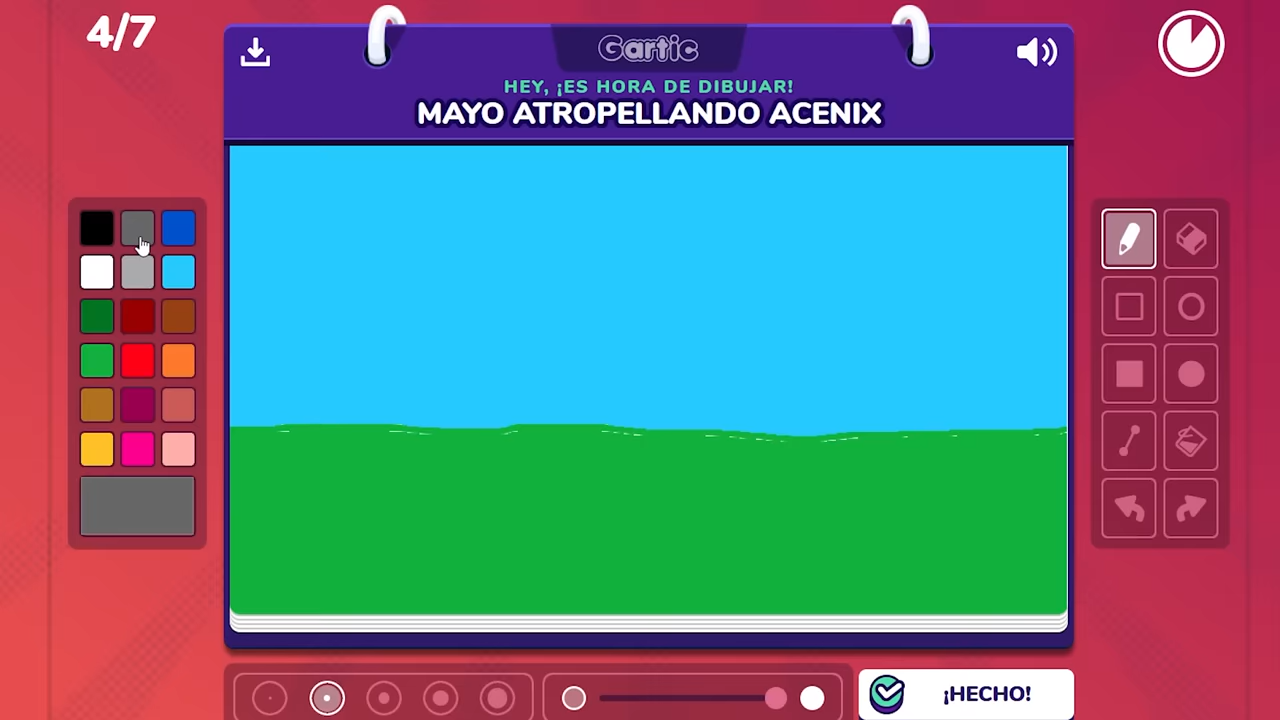 4/7
Gartic
HEY, ¡ES HORA DE DIBUJAR!
MAYO ATROPELLANDO ACENIX
¡HECHO!